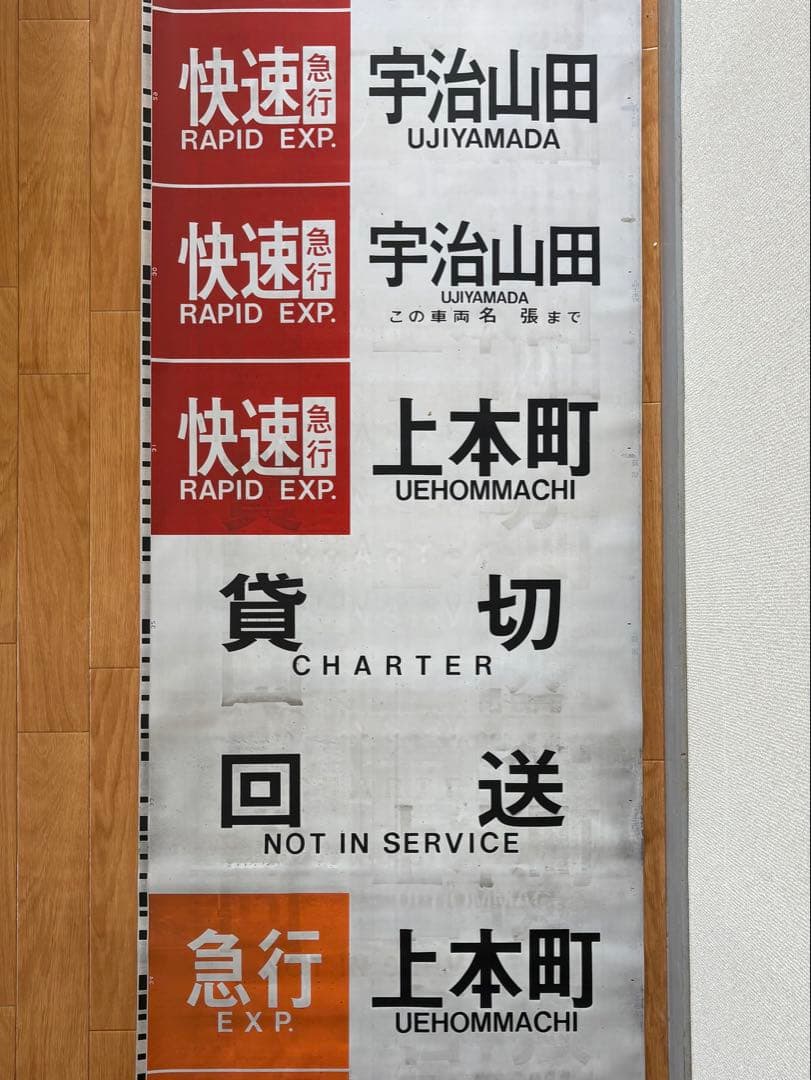 快速急行 宇治山田
RAPID EXP. UJIYAMADA
快速急行 宇治山田
RAPID EXP. UJIYAMADA
この車両名張まで
快速急行 上本町
RAPID EXP. UEHOMMACHI
貸切
CHARTER
回送
NOT IN SERVICE
急行 上本町
EXP. UEHOMMACHI